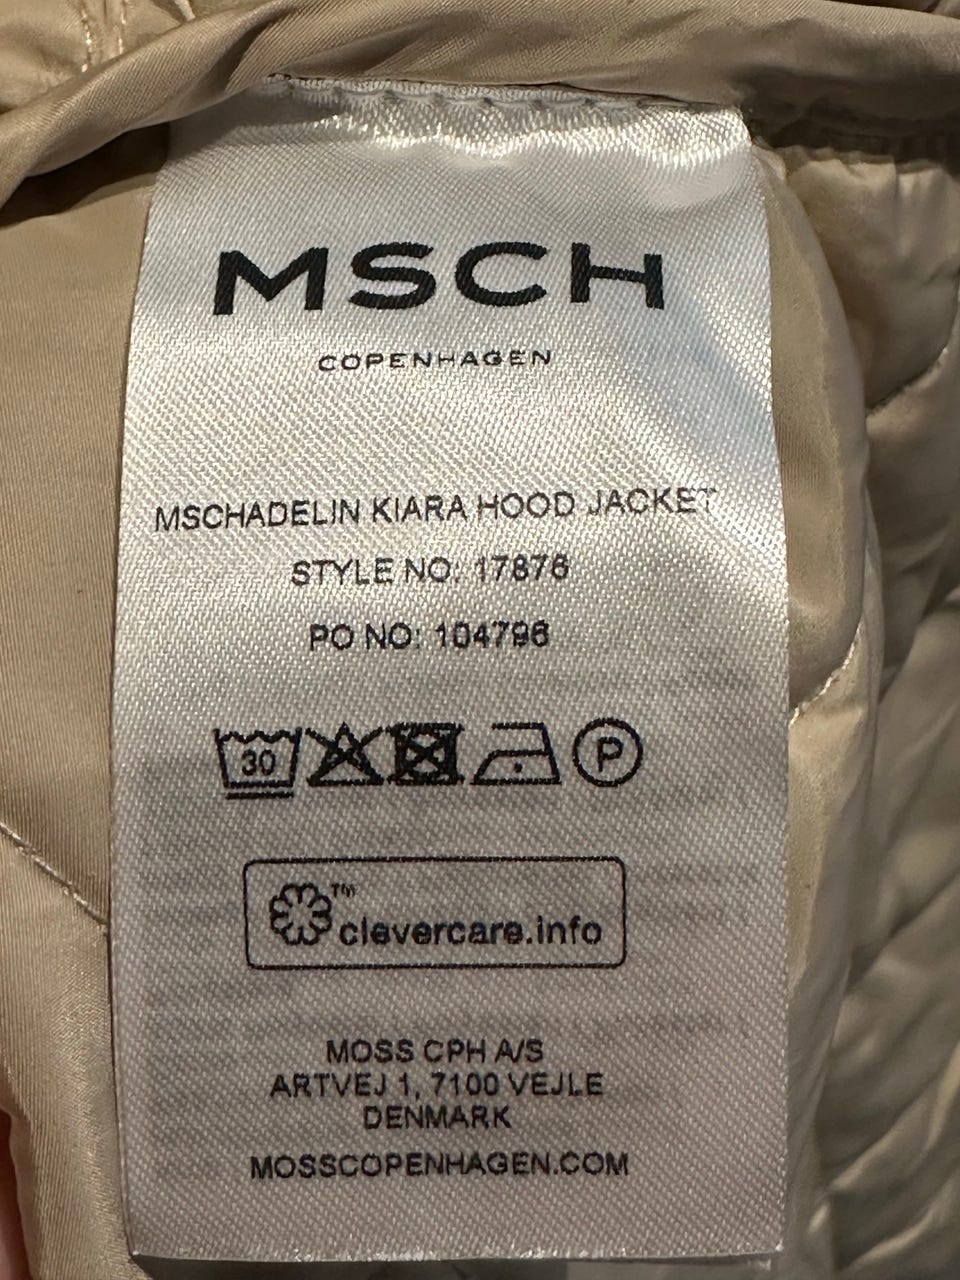 MSCH
COPENHAGEN
MSCHADELIN KIARA HOOD JACKET
STYLE NO: 17876
PO NO: 104796
30 P
™
clevercare.info
MOSS CPH A/S
ARTVEJ 1, 7100 VEJLE
DENMARK
MOSSCOPENHAGEN.COM